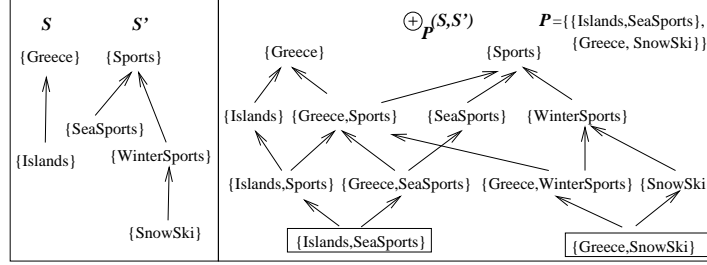 S S'
{Greece} {Sports}
{SeaSports}
{Islands} {WinterSports}
{SnowSki}
⊕P (S,S') P={{Islands,SeaSports},
{Greece, SnowSki}}
{Greece} {Sports}
{Islands} {Greece,Sports} {SeaSports} {WinterSports}
{Islands,Sports} {Greece,SeaSports} {Greece,WinterSports} {SnowSki
{Islands,SeaSports} {Greece,SnowSki}